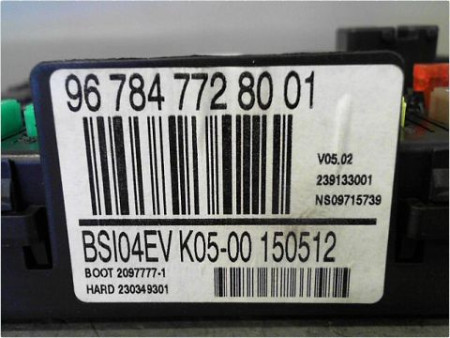 96 784 772 80 01
V05.02
239133001
NS09715739
BSI04EV K05-00 150512
BOOT 2097777-1
HARD 230349301